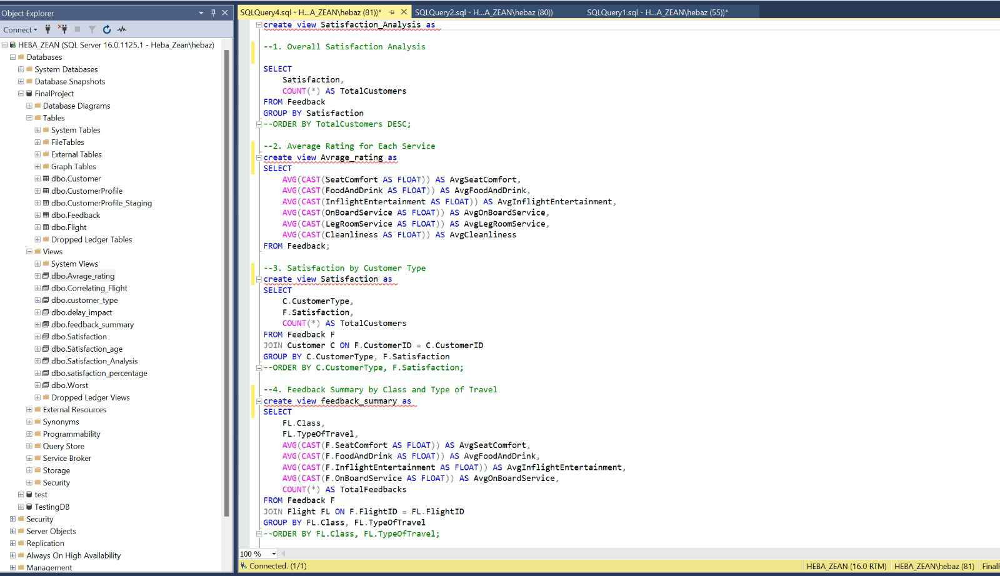 Object Explorer
Connect
HEBA_ZEAN (SQL Server 16.0.1125.1 - Heba_Zean\hebaz)
Databases
System Databases
Database Snapshots
FinalProject
Database Diagrams
Tables
System Tables
FileTables
External Tables
Graph Tables
dbo.Customer
dbo.CustomerProfile
dbo.CustomerProfile_Staging
dbo.Feedback
dbo.Flight
Dropped Ledger Tables
Views
System Views
dbo.Avrage_rating
dbo.Correlating_Flight
dbo.customer_type
dbo.delay_impact
dbo.feedback_summary
dbo.Satisfaction
dbo.Satisfaction_age
dbo.Satisfaction_Analysis
dbo.satisfaction_percentage
dbo.Worst
Dropped Ledger Views
External Resources
Synonyms
Programmability
Query Store
Service Broker
Storage
Security
test
TestingDB
Security
Server Objects
Replication
Always On High Availability
Management
SQLQuery4.sql - H...A_ZEAN\hebaz (81))* SQLQuery2.sql - H...A_ZEAN\hebaz (80)) SQLQuery1.sql - H...A_ZEAN\hebaz (55))*
create view Satisfaction_Analysis as
--1. Overall Satisfaction Analysis
SELECT
Satisfaction,
COUNT(*) AS TotalCustomers
FROM Feedback
GROUP BY Satisfaction
--ORDER BY TotalCustomers DESC;
--2. Average Rating for Each Service
create view Avrage_rating as
SELECT
AVG(CAST(SeatComfort AS FLOAT)) AS AvgSeatComfort,
AVG(CAST(FoodAndDrink AS FLOAT)) AS AvgFoodAndDrink,
AVG(CAST(InflightEntertainment AS FLOAT)) AS AvgInflightEntertainment,
AVG(CAST(OnBoardService AS FLOAT)) AS AvgOnBoardService,
AVG(CAST(LegRoomService AS FLOAT)) AS AvgLegRoomService,
AVG(CAST(Cleanliness AS FLOAT)) AS AvgCleanliness
FROM Feedback;
--3. Satisfaction by Customer Type
create view Satisfaction as
SELECT
C.CustomerType,
F.Satisfaction,
COUNT(*) AS TotalCustomers
FROM Feedback F
JOIN Customer C ON F.CustomerID = C.CustomerID
GROUP BY C.CustomerType, F.Satisfaction
--ORDER BY C.CustomerType, F.Satisfaction;
--4. Feedback Summary by Class and Type of Travel
create view feedback_summary as
SELECT
FL.Class,
FL.TypeOfTravel,
AVG(CAST(F.SeatComfort AS FLOAT)) AS AvgSeatComfort,
AVG(CAST(F.FoodAndDrink AS FLOAT)) AS AvgFoodAndDrink,
AVG(CAST(F.InflightEntertainment AS FLOAT)) AS AvgInflightEntertainment,
AVG(CAST(F.OnBoardService AS FLOAT)) AS AvgOnBoardService,
COUNT(*) AS TotalFeedbacks
FROM Feedback F
JOIN Flight FL ON F.FlightID = FL.FlightID
GROUP BY FL.Class, FL.TypeOfTravel
--ORDER BY FL.Class, FL.TypeOfTravel;
100 %
Connected. (1/1) HEBA_ZEAN (16.0 RTM) HEBA_ZEAN\hebaz (81) FinalF